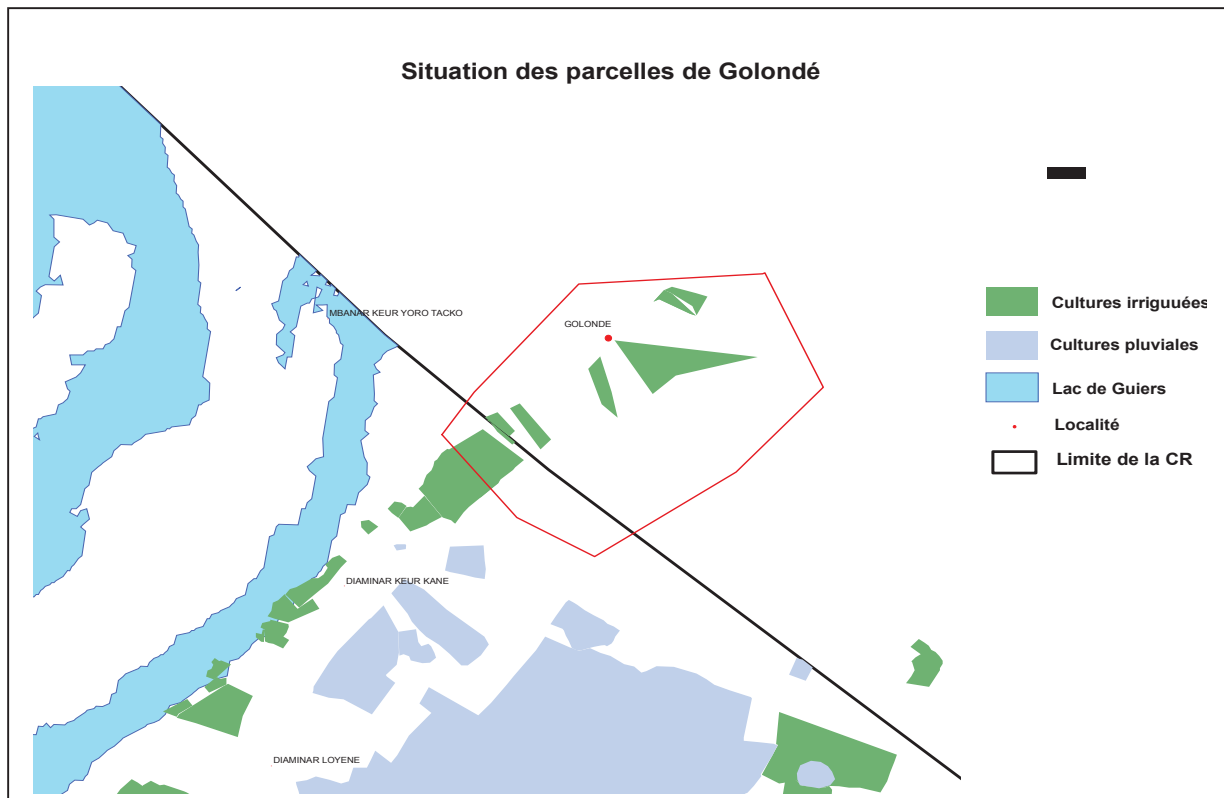 Situation des parcelles de Golondé
MBANAR KEUR YORO TACKO
GOLONDE
DIAMINAR KEUR KANE
DIAMINAR LOYENE
Cultures irriguuées
Cultures pluviales
Lac de Guiers
Localité
Limite de la CR